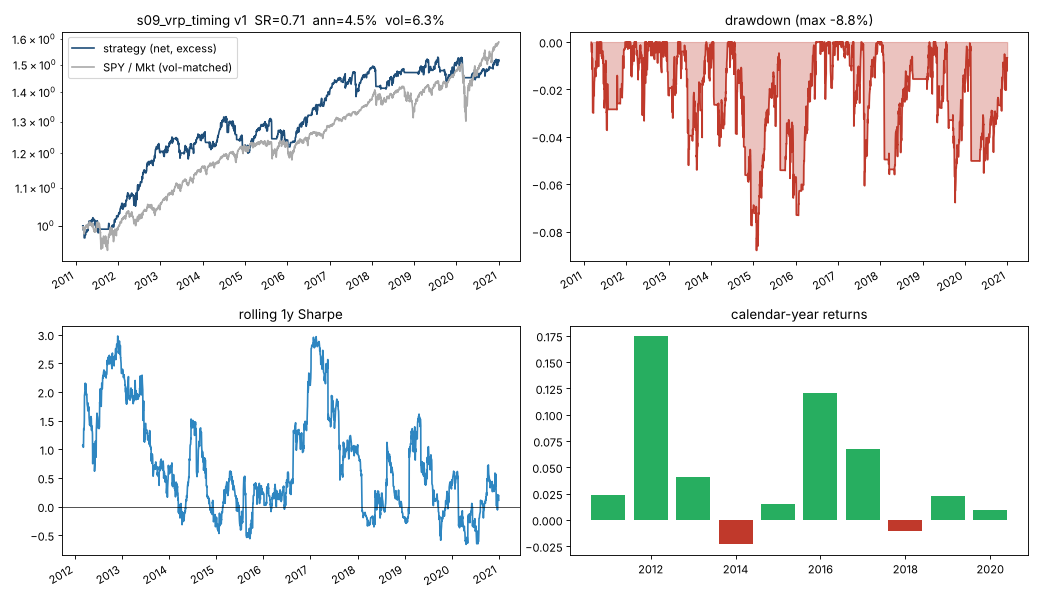 s09_vrp_timing v1  SR=0.71  ann=4.5%  vol=6.3%
strategy (net, excess)
SPY / Mkt (vol-matched)
1.6 × 10⁰
1.5 × 10⁰
1.4 × 10⁰
1.3 × 10⁰
1.2 × 10⁰
1.1 × 10⁰
10⁰
2011 2012 2013 2014 2015 2016 2017 2018 2019 2020 2021
drawdown (max -8.8%)
0.00
−0.02
−0.04
−0.06
−0.08
2011 2012 2013 2014 2015 2016 2017 2018 2019 2020 2021
rolling 1y Sharpe
3.0
2.5
2.0
1.5
1.0
0.5
0.0
−0.5
2012 2013 2014 2015 2016 2017 2018 2019 2020 2021
calendar-year returns
0.175
0.150
0.125
0.100
0.075
0.050
0.025
0.000
−0.025
2012 2014 2016 2018 2020